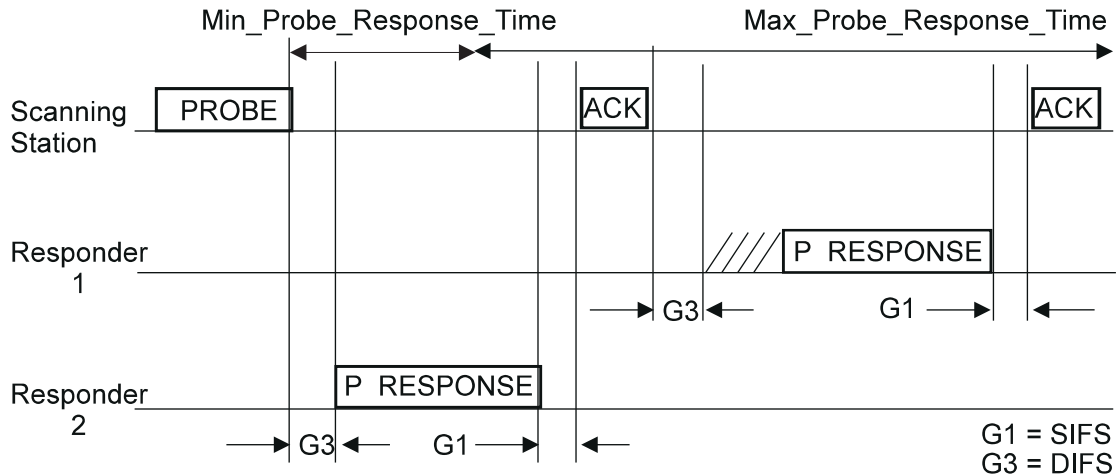 Min_Probe_Response_Time
Max_Probe_Response_Time
Scanning
Station
PROBE
ACK
ACK
Responder
1
P RESPONSE
G3
G1
Responder
2
P RESPONSE
G3
G1
G1 = SIFS
G3 = DIFS